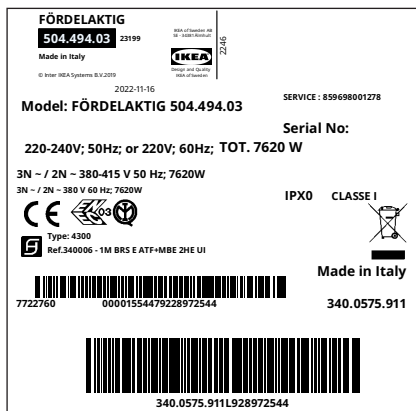 FÖRDELAKTIG
504.494.03 23199
Made in Italy
© Inter IKEA Systems B.V.2019
IKEA of Sweden AB
SE - 34381 Älmhult
IKEA
Design and Quality
IKEA of Sweden
2246
2022-11-16
SERVICE : 859698001278
Model: FÖRDELAKTIG 504.494.03
Serial No:
220-240V; 50Hz; or 220V; 60Hz; TOT. 7620 W
3N ~ / 2N ~ 380-415 V 50 Hz; 7620W
3N ~ / 2N ~ 380 V 60 Hz; 7620W
IPX0 CLASSE I
CE 03
Type: 4300
Ref.340006 - 1M BRS E ATF+MBE 2HE UI
Made in Italy
7722760 00001554479228972544 340.0575.911
340.0575.911L928972544